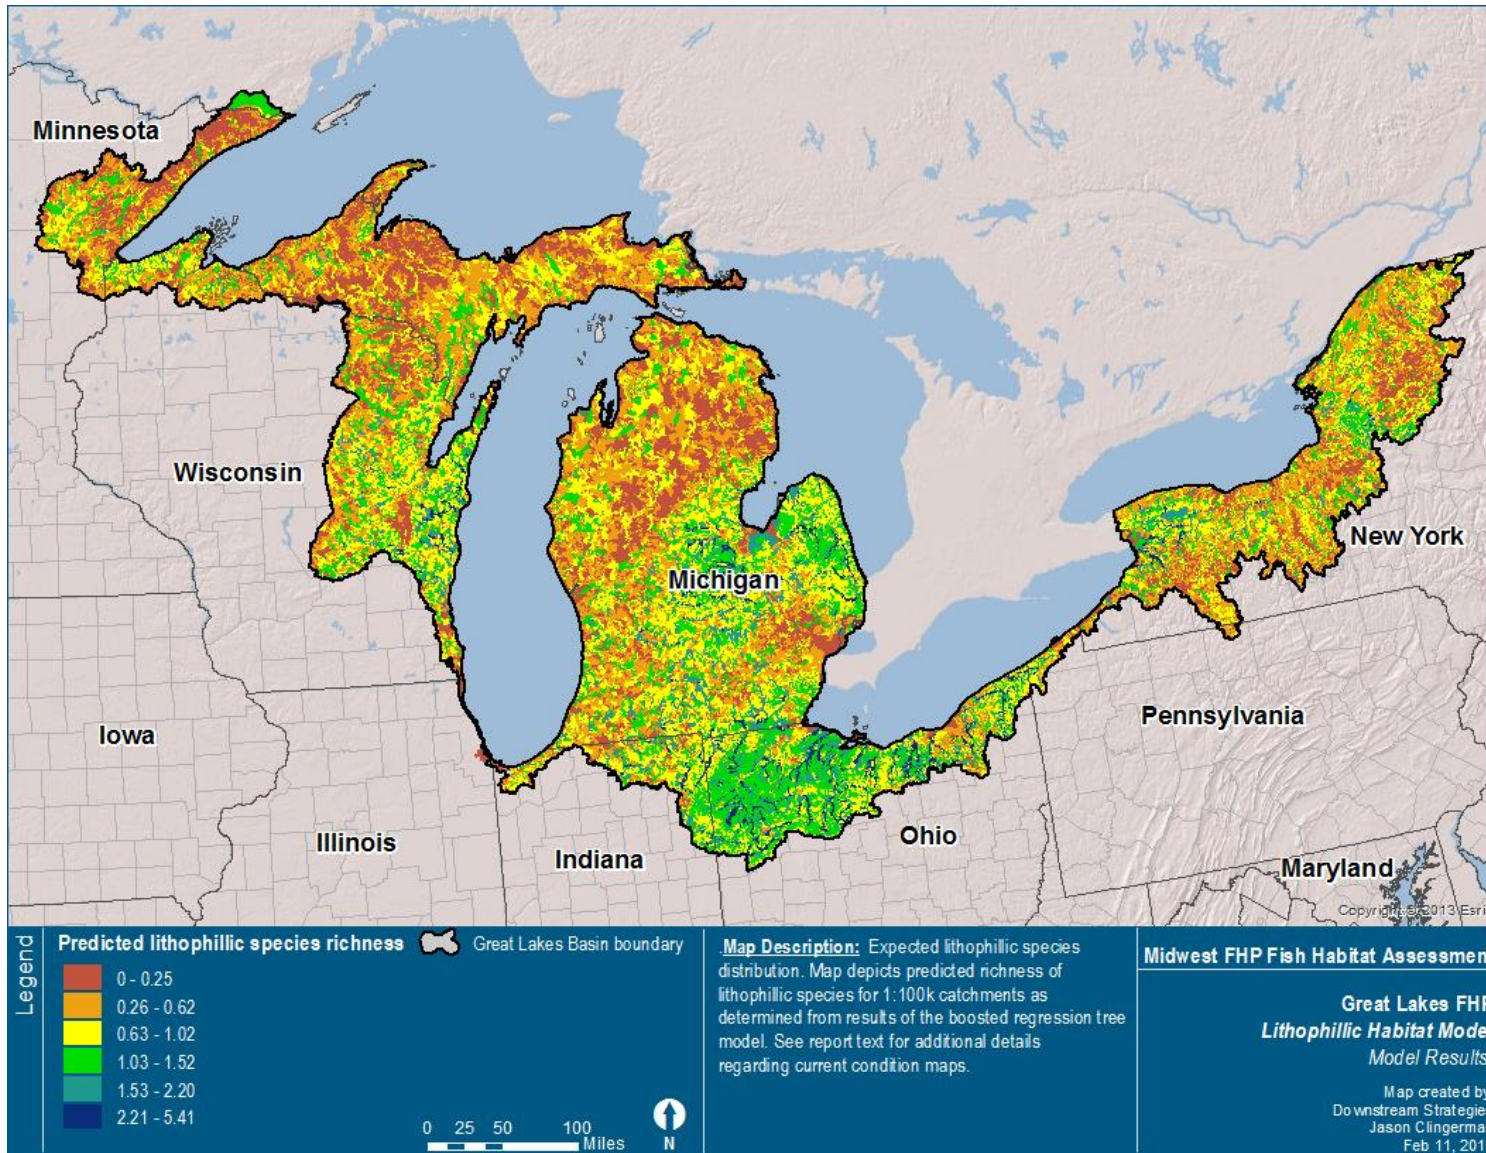 Minnesota
Wisconsin
Michigan
New York
Iowa
Pennsylvania
Illinois
Indiana
Ohio
Maryland
Copyright:© 2013 Esri
Legend
Predicted lithophillic species richness
Great Lakes Basin boundary
0 - 0.25
0.26 - 0.62
0.63 - 1.02
1.03 - 1.52
1.53 - 2.20
2.21 - 5.41
0 25 50 100
Miles
N
Map Description: Expected lithophillic species
distribution. Map depicts predicted richness of
lithophillic species for 1:100k catchments as
determined from results of the boosted regression tree
model. See report text for additional details
regarding current condition maps.
Midwest FHP Fish Habitat Assessmen
Great Lakes FHP
Lithophillic Habitat Model
Model Results
Map created by
Downstream Strategie
Jason Clingerma
Feb 11, 201